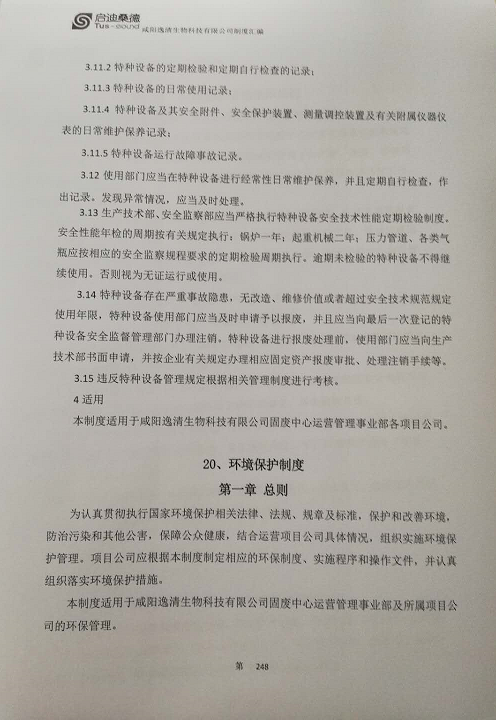 启迪桑德
Tus-sound 咸阳逸清生物科技有限公司制度汇编
3.11.2 特种设备的定期检验和定期自行检查的记录；
3.11.3 特种设备的日常使用记录；
3.11.4 特种设备及其安全附件、安全保护装置、测量调控装置及有关附属仪器仪
表的日常维护保养记录；
3.11.5 特种设备运行故障事故记录。
3.12 使用部门应当在特种设备进行经常性日常维护保养，并且定期自行检查，作
出记录。发现异常情况，应当及时处理。
3.13 生产技术部、安全监察部应当严格执行特种设备安全技术性能定期检验制度。
安全性能年检的周期按有关规定执行：锅炉一年；起重机械二年；压力管道、各类气
瓶应按相应的安全监察规程要求的定期检验周期执行。逾期未检验的特种设备不得继
续使用。否则视为无证运行或使用。
3.14 特种设备存在严重事故隐患，无改造、维修价值或者超过安全技术规范规定
使用年限，特种设备使用部门应当及时申请予以报废，并且应当向最后一次登记的特
种设备安全监督管理部门办理注销。特种设备进行报废处理前，使用部门应当向生产
技术部书面申请，并按企业有关规定办理相应固定资产报废审批、处理注销手续等。
3.15 违反特种设备管理规定根据相关管理制度进行考核。
4 适用
本制度适用于咸阳逸清生物科技有限公司固废中心运营管理事业部各项目公司。
20、环境保护制度
第一章 总则
为认真贯彻执行国家环境保护相关法律、法规、规章及标准，保护和改善环境，
防治污染和其他公害，保障公众健康，结合运营项目公司具体情况，组织实施环境保
护管理。项目公司应根据本制度制定相应的环保制度、实施程序和操作文件，并认真
组织落实环境保护措施。
本制度适用于咸阳逸清生物科技有限公司固废中心运营管理事业部及所属项目公
司的环保管理。
第 248